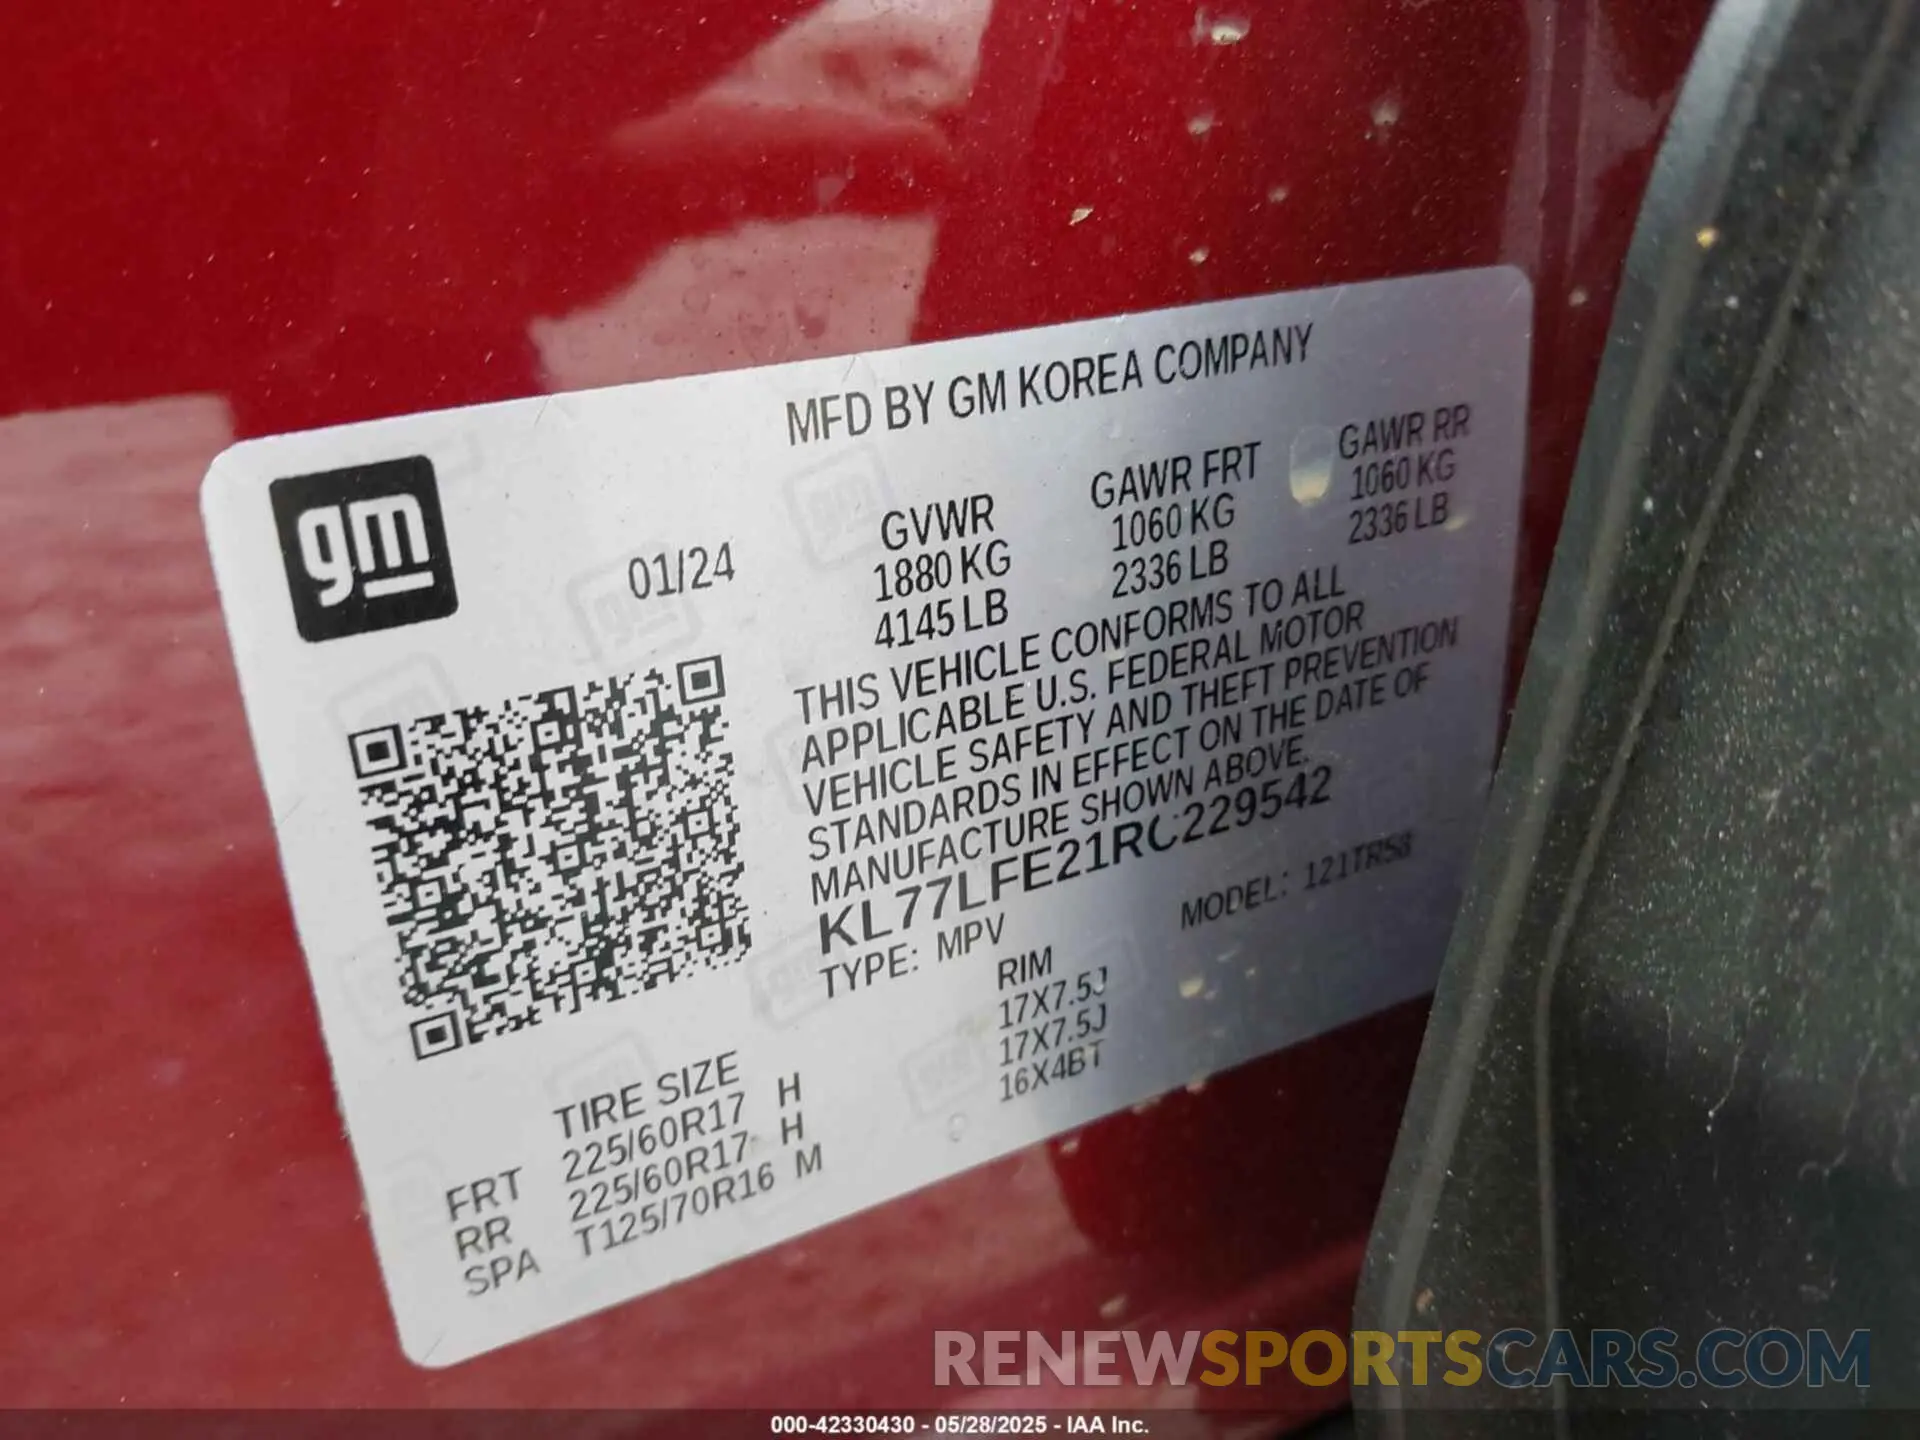 MFD BY GM KOREA COMPANY
gm
01/24
GVWR GAWR FRT GAWR RR
1880 KG 1060 KG 1060 KG
4145 LB 2336 LB 2336 LB
THIS VEHICLE CONFORMS TO ALL
APPLICABLE U.S. FEDERAL MOTOR
VEHICLE SAFETY AND THEFT PREVENTION
STANDARDS IN EFFECT ON THE DATE OF
MANUFACTURE SHOWN ABOVE.
KL77LFE21RC229542
TYPE: MPV MODEL: 121TR58
TIRE SIZE RIM
FRT 225/60R17 H 17X7.5J
RR 225/60R17 H 17X7.5J
SPA T125/70R16 M 16X4BT
RENEWSPORTSCARS.COM
000-42330430 - 05/28/2025 - IAA Inc.